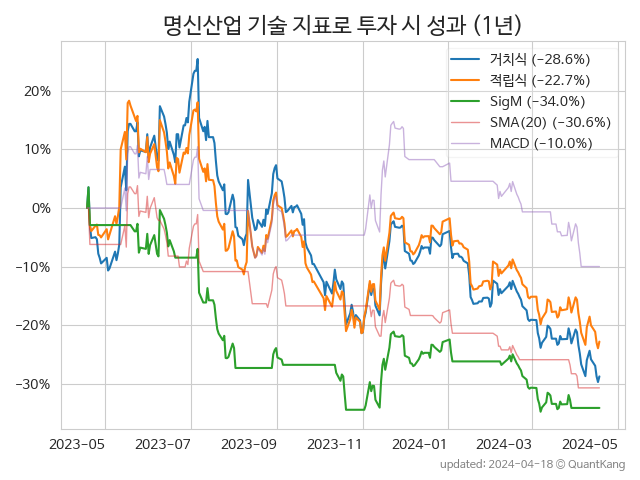 명신산업 기술 지표로 투자 시 성과 (1년)
거치식 (−28.6%)
적립식 (−22.7%)
SigM (−34.0%)
SMA(20) (−30.6%)
MACD (−10.0%)
20%
10%
0%
−10%
−20%
−30%
2023-05 2023-07 2023-09 2023-11 2024-01 2024-03 2024-05
updated: 2024-04-18 ⓒ QuantKang